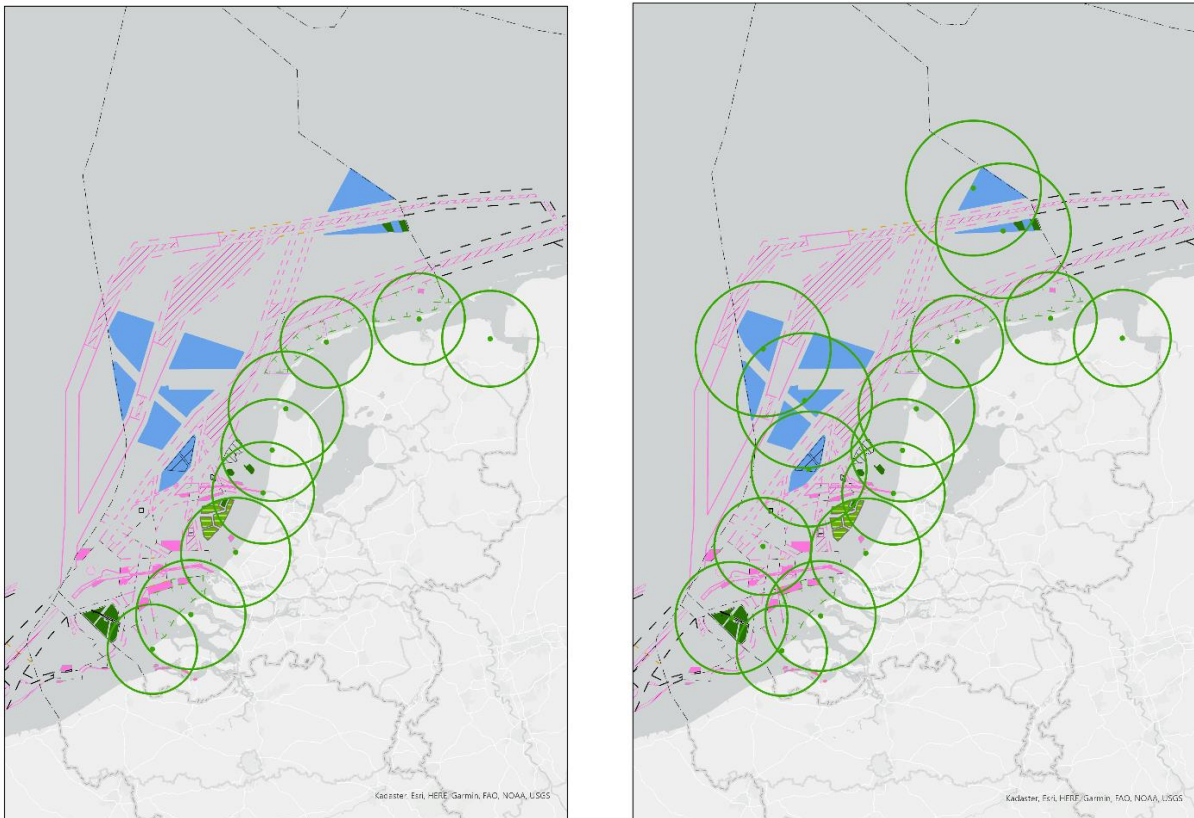 Kadaster, Esri, HERE, Garmin, FAO, NOAA, USGS
Kadaster, Esri, HERE, Garmin, FAO, NOAA, USGS